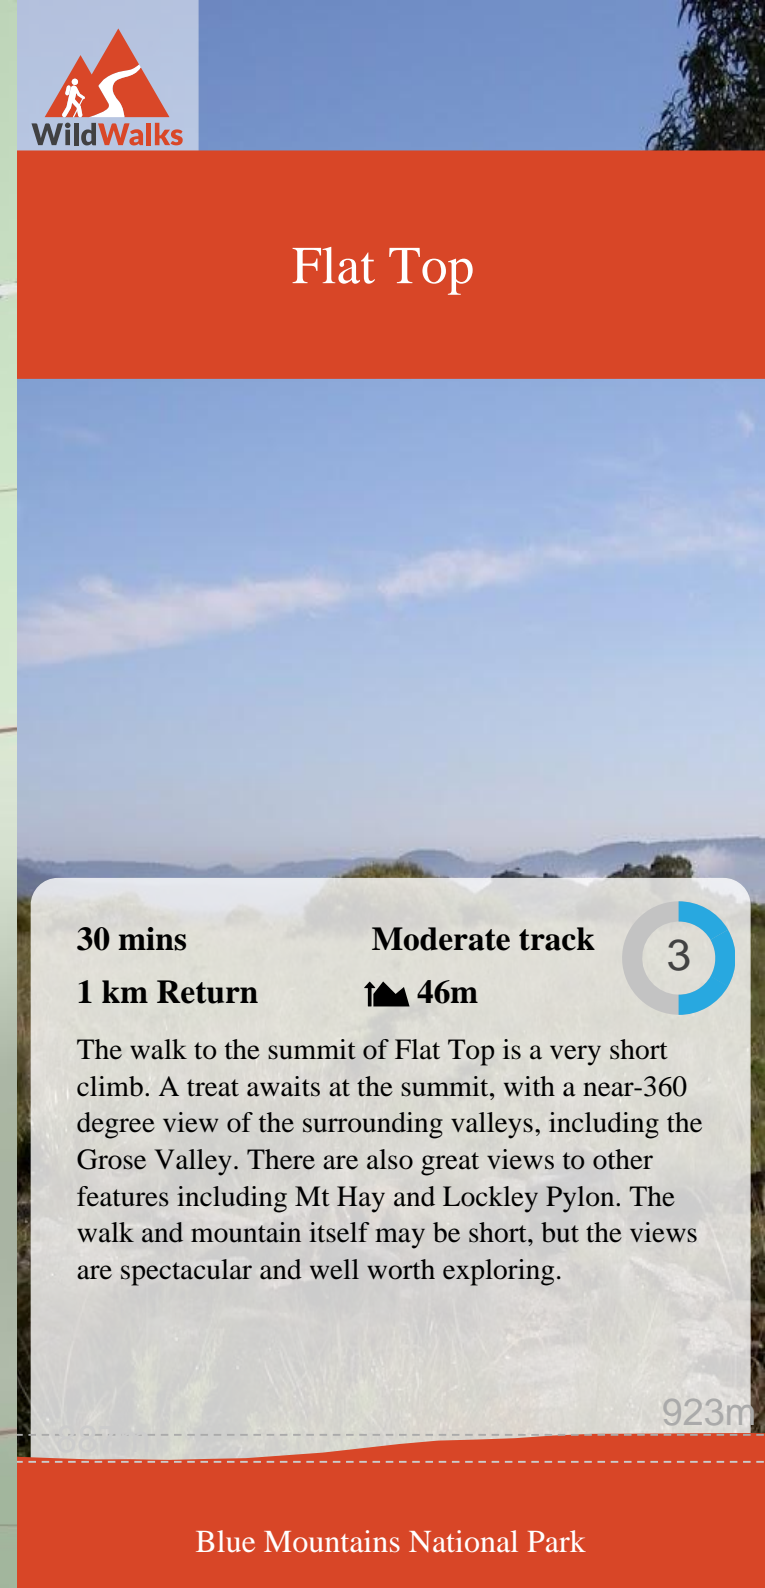 WildWalks
Flat Top
30 mins
Moderate track
3
1 km Return
46m
The walk to the summit of Flat Top is a very short
climb. A treat awaits at the summit, with a near-360
degree view of the surrounding valleys, including the
Grose Valley. There are also great views to other
features including Mt Hay and Lockley Pylon. The
walk and mountain itself may be short, but the views
are spectacular and well worth exploring.
923m
Blue Mountains National Park